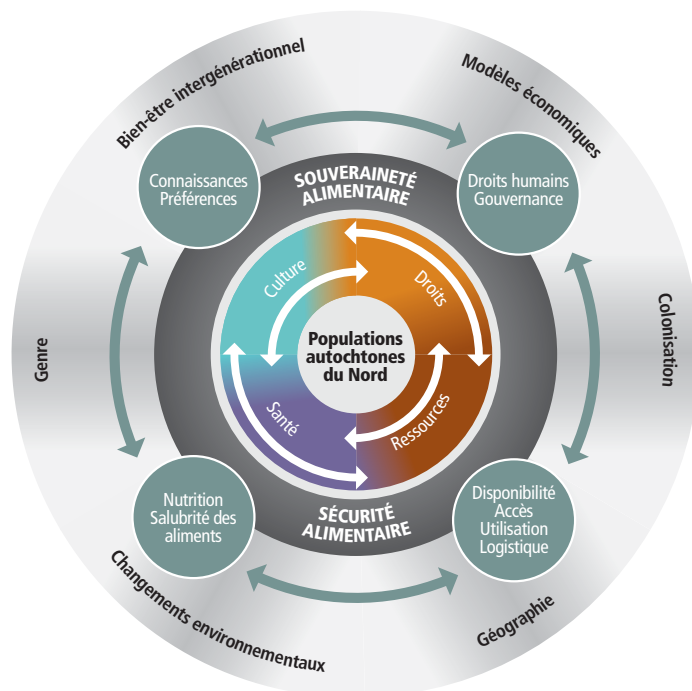 Bien-être intergénérationnel
Modèles économiques
Connaissances
Préférences
SOUVERAINETÉ
ALIMENTAIRE
Droits humains
Gouvernance
Culture
Droits
Genre
Populations
autochtones
du Nord
Colonisation
Santé
Ressources
Nutrition
Salubrité des
aliments
SÉCURITÉ
ALIMENTAIRE
Disponibilité
Accès
Utilisation
Logistique
Changements environnementaux
Géographie